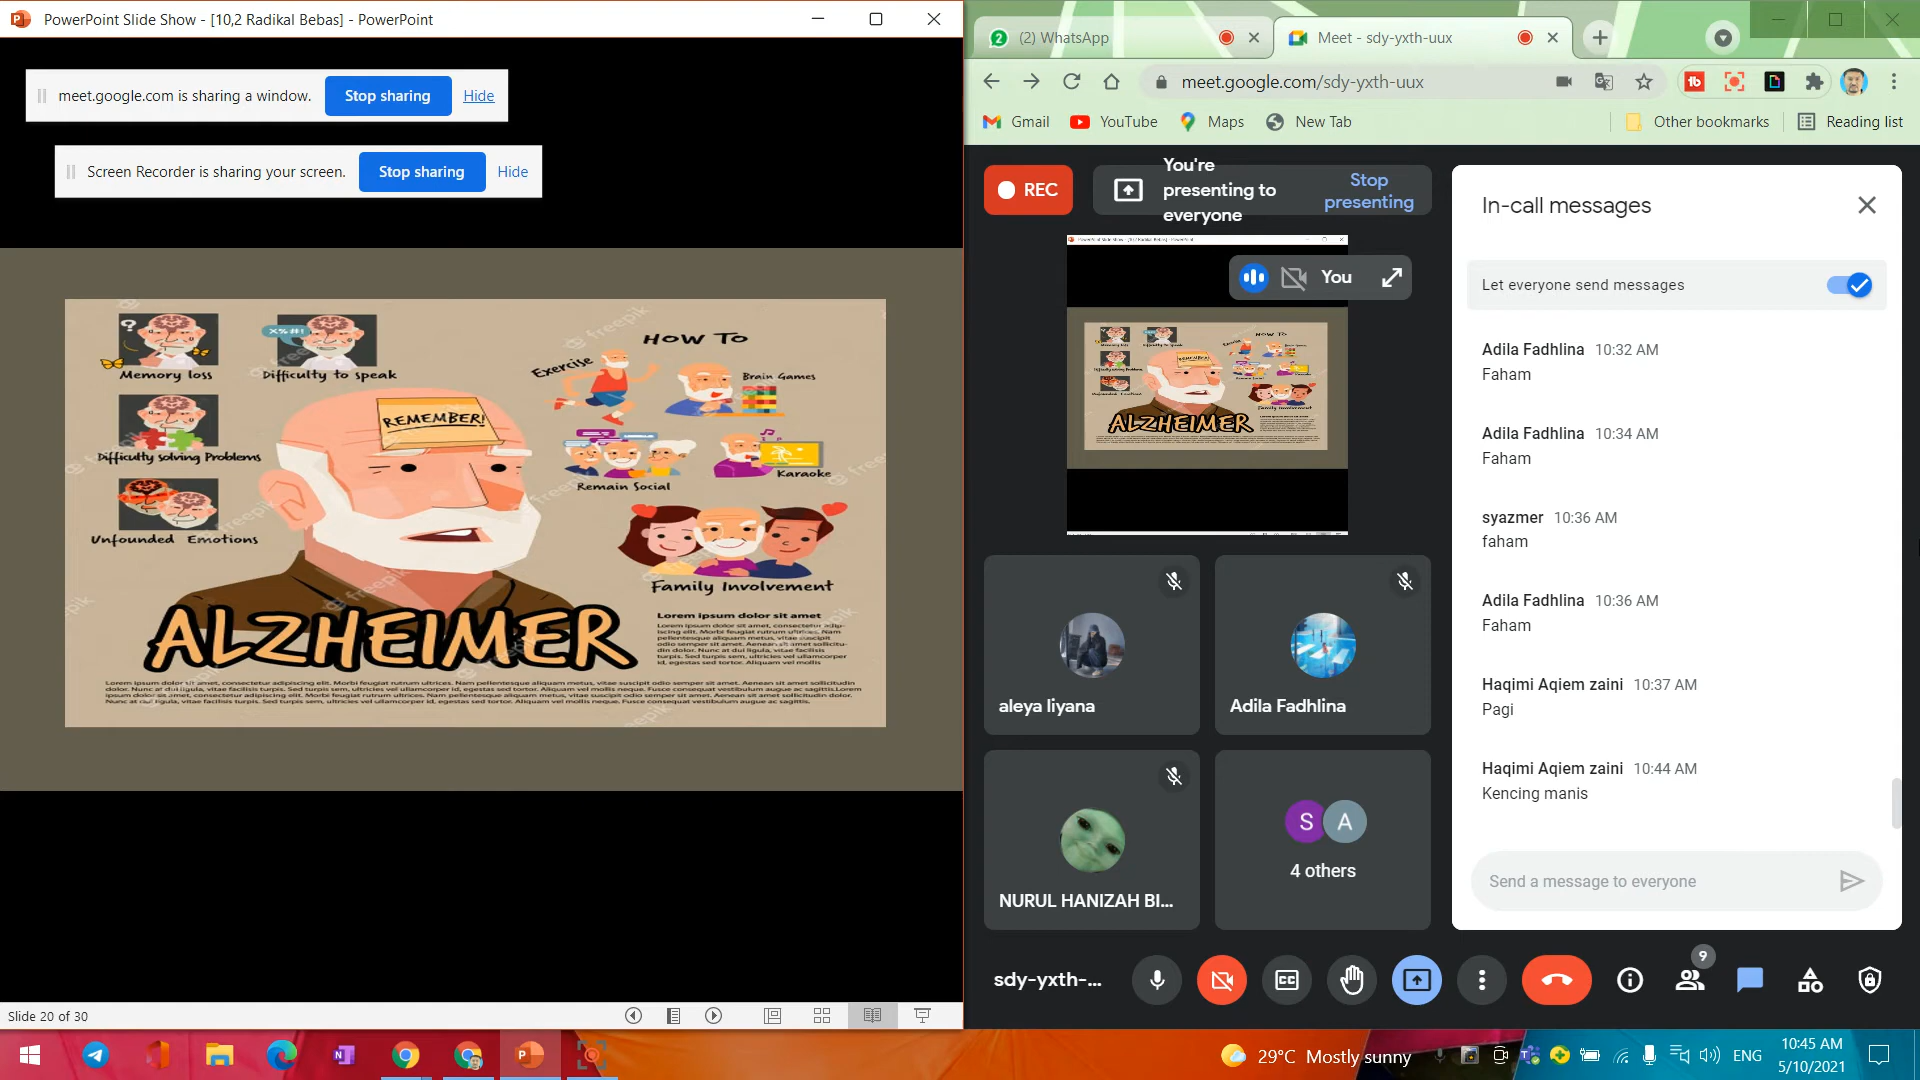 PowerPoint Slide Show - [10,2 Radikal Bebas] - PowerPoint
meet.google.com is sharing a window.
Stop sharing
Hide
Screen Recorder is sharing your screen.
Stop sharing
Hide
?
X%#!
Memory loss
Difficulty to speak
Difficulty solving Problems
Unfounded Emotions
REMEMBER!
HOW TO
Exercise
Brain Games
Remain Social
Karaoke
Family Involvement
ALZHEIMER
Lorem ipsum dolor sit amet
Slide 20 of 30
(2) WhatsApp
Meet - sdy-yxth-uux
meet.google.com/sdy-yxth-uux
Gmail
YouTube
Maps
New Tab
Other bookmarks
Reading list
REC
You're
presenting to
everyone
Stop
presenting
You
aleya liyana
Adila Fadhlina
NURUL HANIZAH BI...
S
A
4 others
In-call messages
Let everyone send messages
Adila Fadhlina 10:32 AM
Faham
Adila Fadhlina 10:34 AM
Faham
syazmer 10:36 AM
faham
Adila Fadhlina 10:36 AM
Faham
Haqimi Aqiem zaini 10:37 AM
Pagi
Haqimi Aqiem zaini 10:44 AM
Kencing manis
Send a message to everyone
sdy-yxth-...
9
29°C Mostly sunny
ENG
10:45 AM
5/10/2021